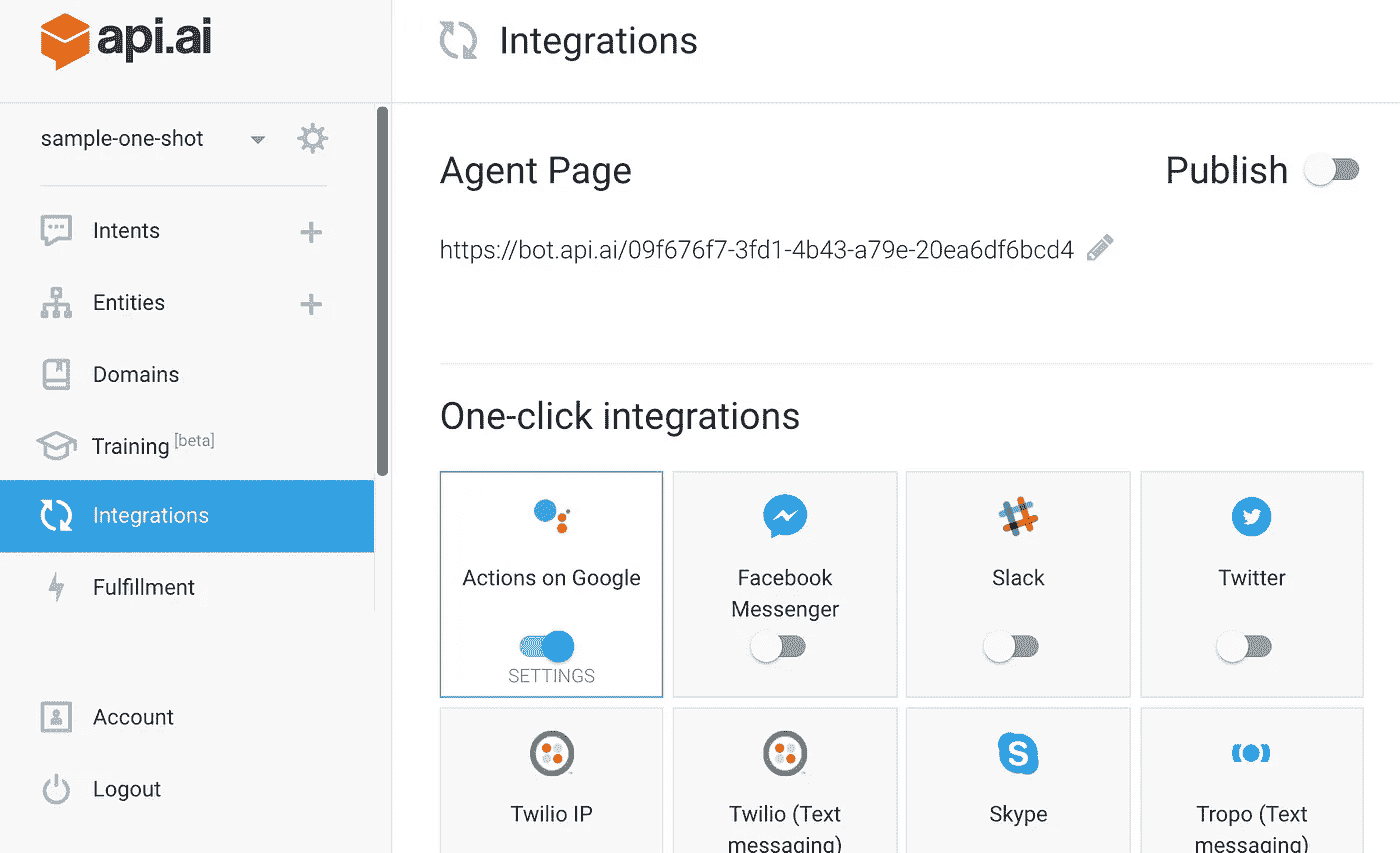 api.ai
sample-one-shot
Intents
Entities
Domains
Training [beta]
Integrations
Fulfillment
Account
Logout
Integrations
Agent Page
Publish
https://bot.api.ai/09f676f7-3fd1-4b43-a79e-20ea6df6bcd4
One-click integrations
Actions on Google
SETTINGS
Facebook
Messenger
Slack
Twitter
Twilio IP
Twilio (Text
messaging)
Skype
Tropo (Text
messaging)